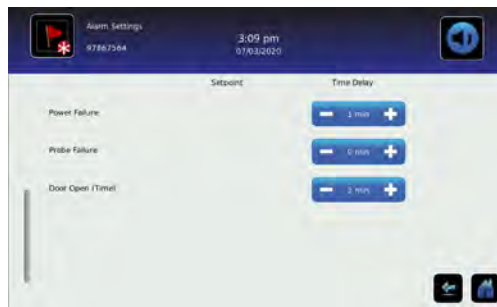 Alarm Settings
97867564
3:09 pm
07/03/2020
Setpoint Time Delay
Power Failure 1 min
Probe Failure 0 min
Door Open (Time) 2 min